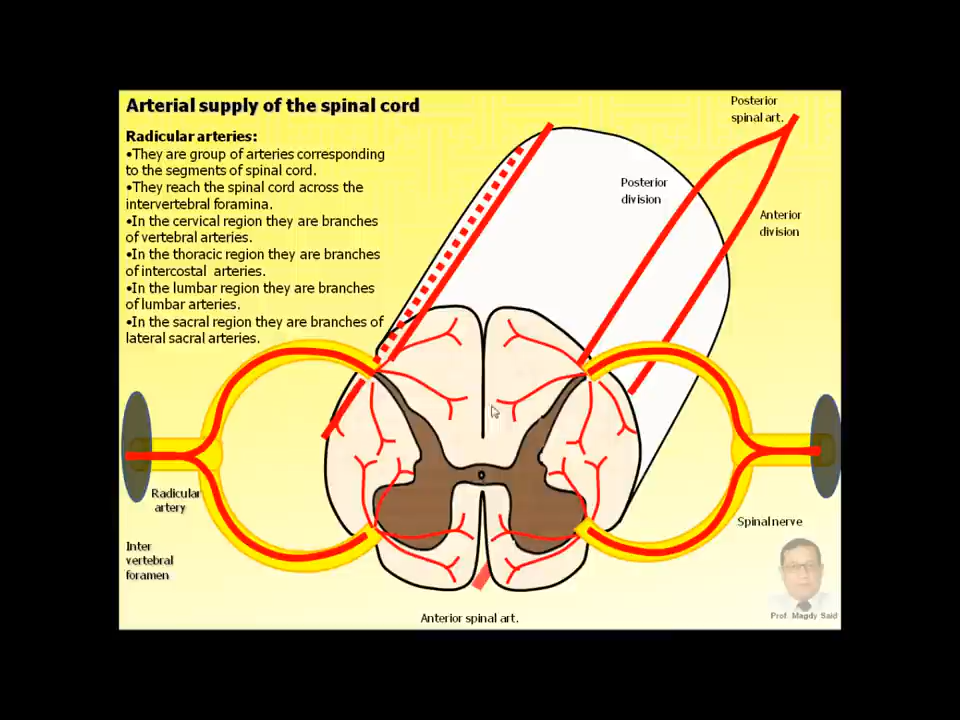 Arterial supply of the spinal cord
Radicular arteries:
•They are group of arteries corresponding
to the segments of spinal cord.
•They reach the spinal cord across the
intervertebral foramina.
•In the cervical region they are branches
of vertebral arteries.
•In the thoracic region they are branches
of intercostal arteries.
•In the lumbar region they are branches
of lumbar arteries.
•In the sacral region they are branches of
lateral sacral arteries.
Posterior
spinal art.
Posterior
division
Anterior
division
Radicular
artery
Inter
vertebral
foramen
Spinal nerve
Anterior spinal art.
Prof. Magdy Said